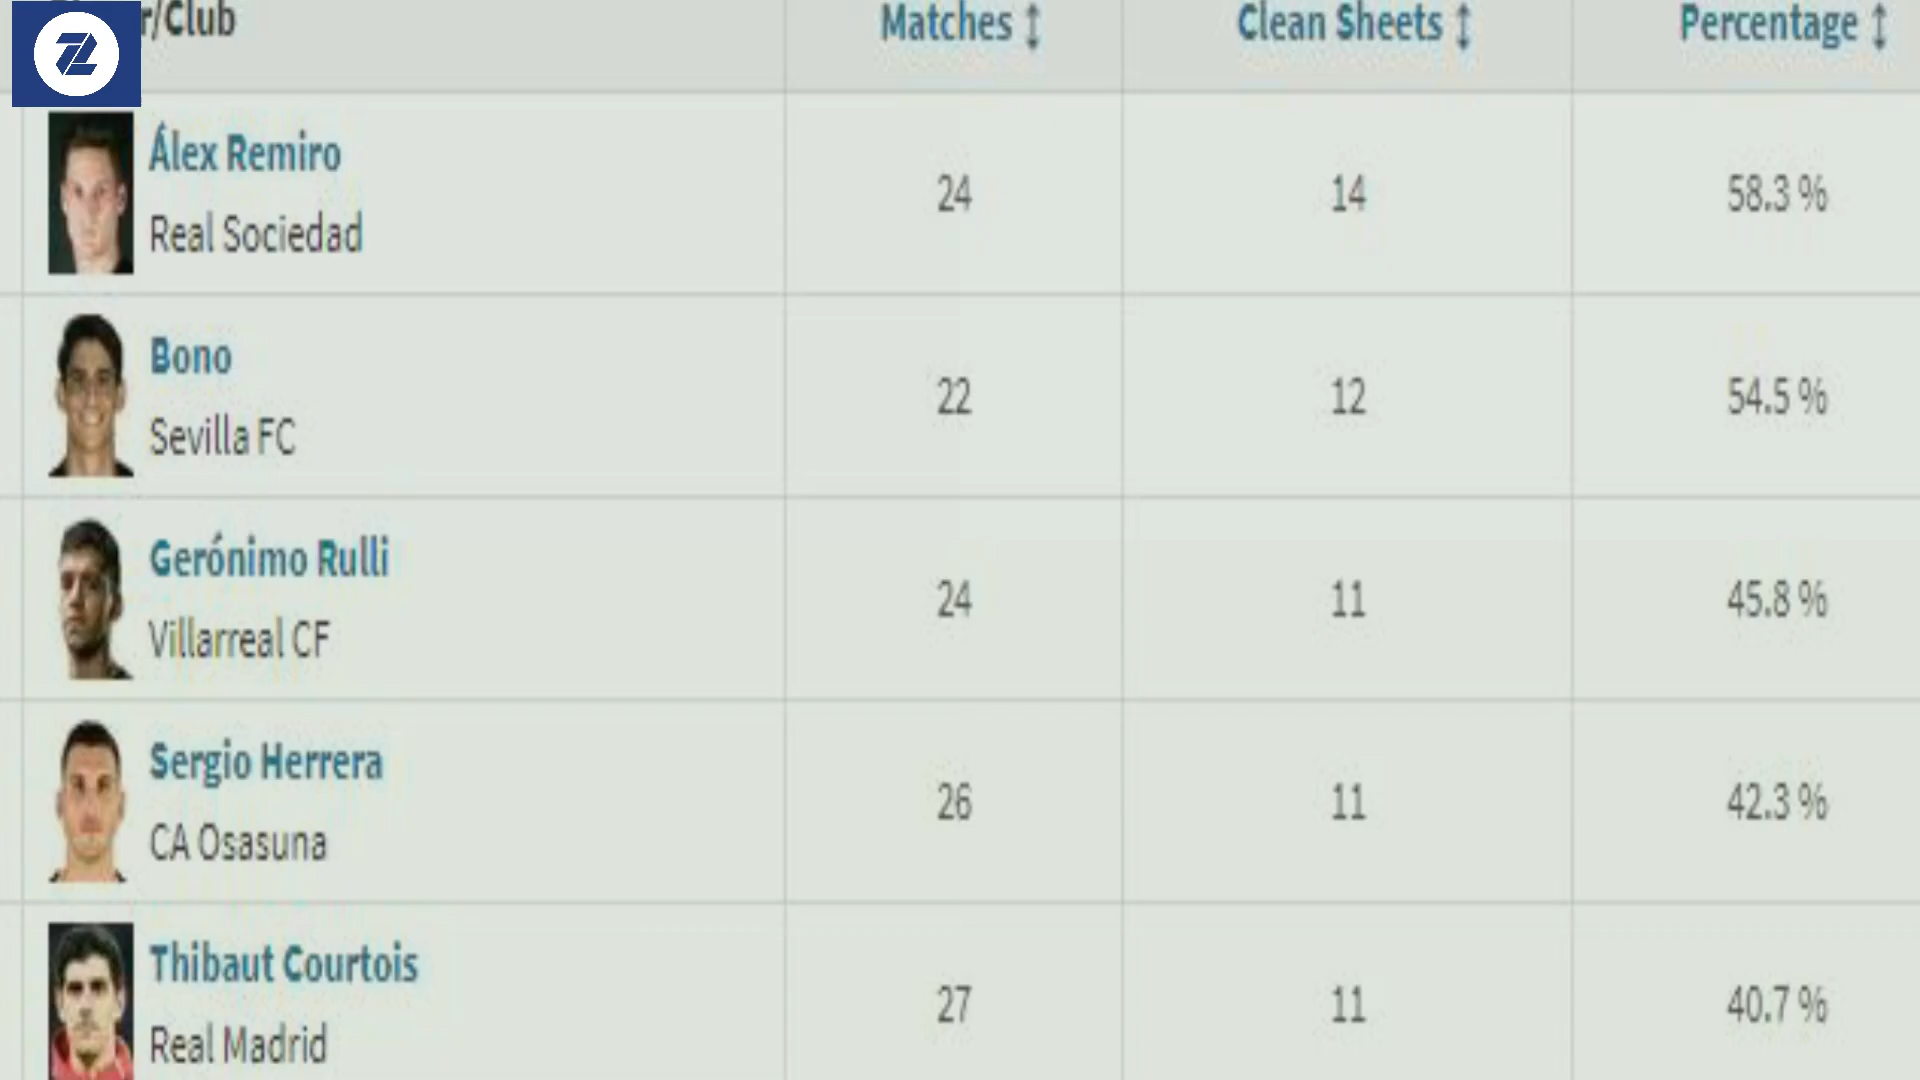 r/Club Matches Clean Sheets Percentage
Álex Remiro
Real Sociedad
24 14 58.3 %
Bono
Sevilla FC
22 12 54.5 %
Gerónimo Rulli
Villarreal CF
24 11 45.8 %
Sergio Herrera
CA Osasuna
26 11 42.3 %
Thibaut Courtois
Real Madrid
27 11 40.7 %